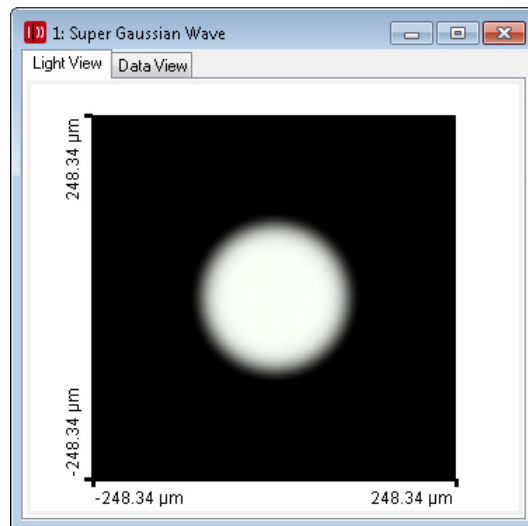 1: Super Gaussian Wave
Light View
Data View
248.34 µm
-248.34 µm
-248.34 µm
248.34 µm